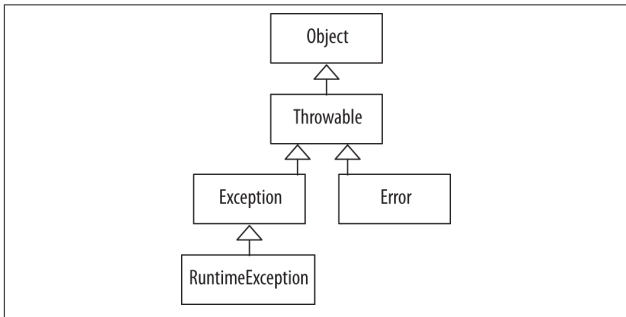 Object
Throwable
Exception
Error
RuntimeException